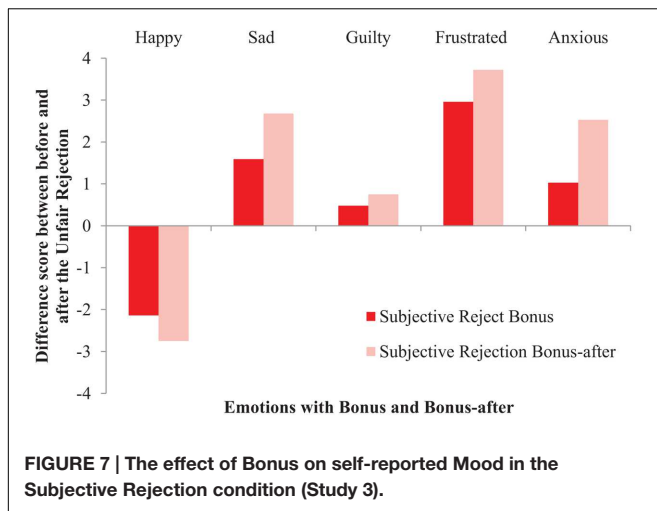 Happy Sad Guilty Frustrated Anxious
4
3
2
1
0
-1
-2
-3
-4
Difference score between before and
after the Unfair Rejection
Subjective Reject Bonus
Subjective Rejection Bonus-after
Emotions with Bonus and Bonus-after
FIGURE 7 | The effect of Bonus on self-reported Mood in the
Subjective Rejection condition (Study 3).